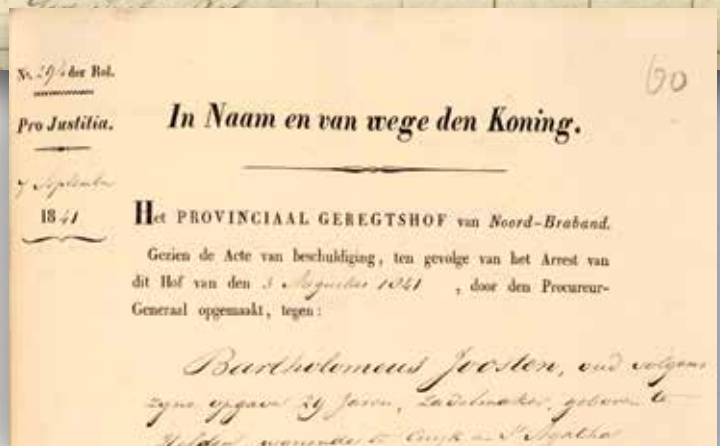 No. 294 der Rol.
Pro Justitia.
7 September
1841
60
In Naam en van wege den Koning.
Het PROVINCIAAL GEREGTSHOF van Noord-Braband.
Gezien de Acte van beschuldiging, ten gevolge van het Arrest van
dit Hof van den 3 Augustus 1841, door den Procureur-
Generaal opgemaakt, tegen:
Bartholomeus Joosten, oud volgens
zyne opgave 29 jaren, Zadelmaker, geboren te
Helden, wonende te Cuyk en St Agatha